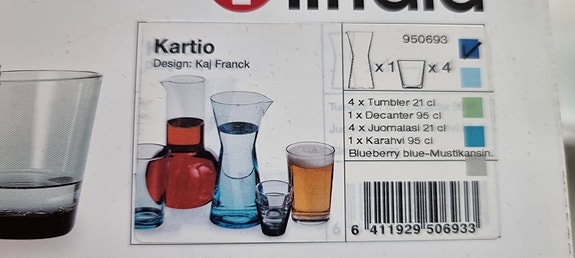 iittala
Kartio
Design: Kaj Franck
950693
x 1
x 4
4 x Tumbler 21 cl
1 x Decanter 95 cl
4 x Juomalasi 21 cl
1 x Karahvi 95 cl
Blueberry blue-Mustikansin.
6 411929 506933